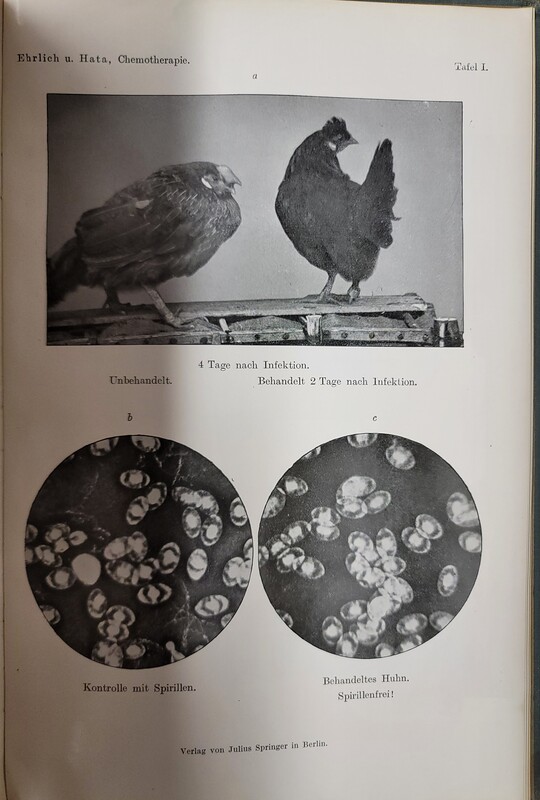 Ehrlich u. Hata, Chemotherapie.
Tafel I.
a
4 Tage nach Infektion.
Unbehandelt.
Behandelt 2 Tage nach Infektion.
b
c
Kontrolle mit Spirillen.
Behandeltes Huhn.
Spirillenfrei!
Verlag von Julius Springer in Berlin.